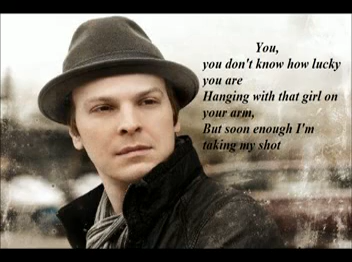 You,
you don't know how lucky
you are
Hanging with that girl on
your arm,
But soon enough I'm
taking my shot